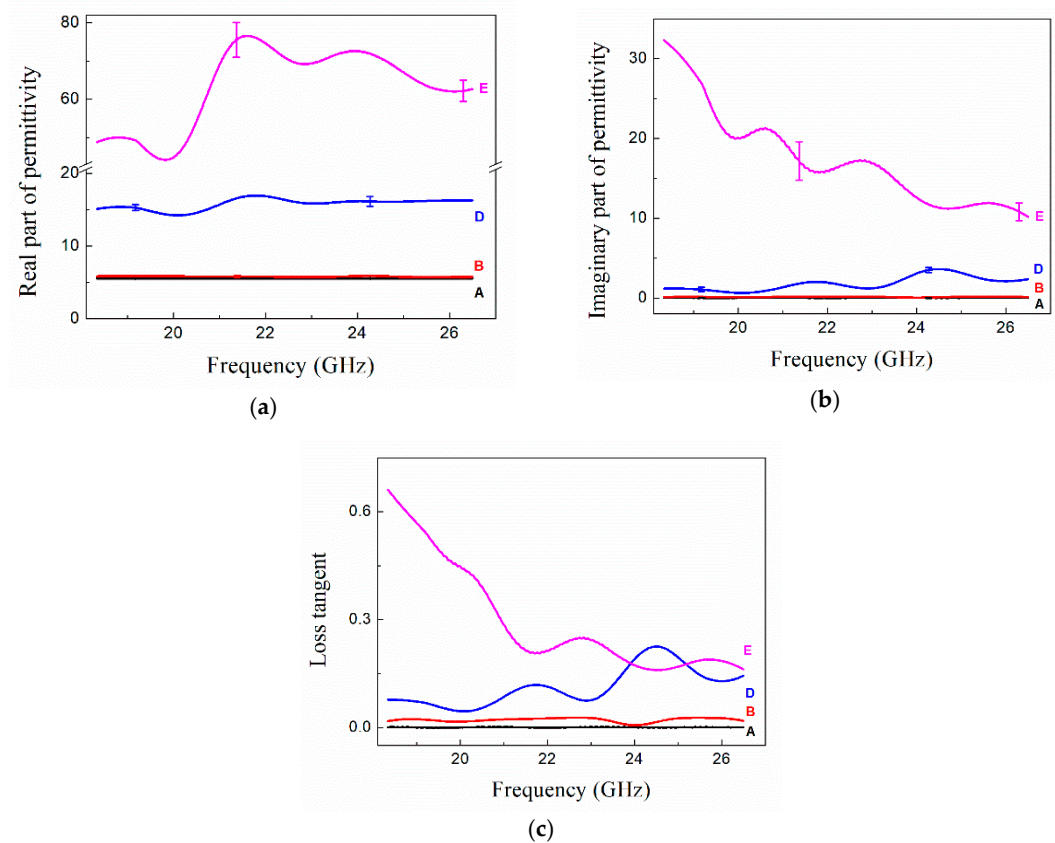 Real part of permittivity
80
60
40
20
10
0
E
D
B
A
20 22 24 26
Frequency (GHz)
(a)
Imaginary part of permittivity
30
20
10
0
E
D
B
A
20 22 24 26
Frequency (GHz)
(b)
Loss tangent
0.6
0.3
0.0
E
D
B
A
20 22 24 26
Frequency (GHz)
(c)